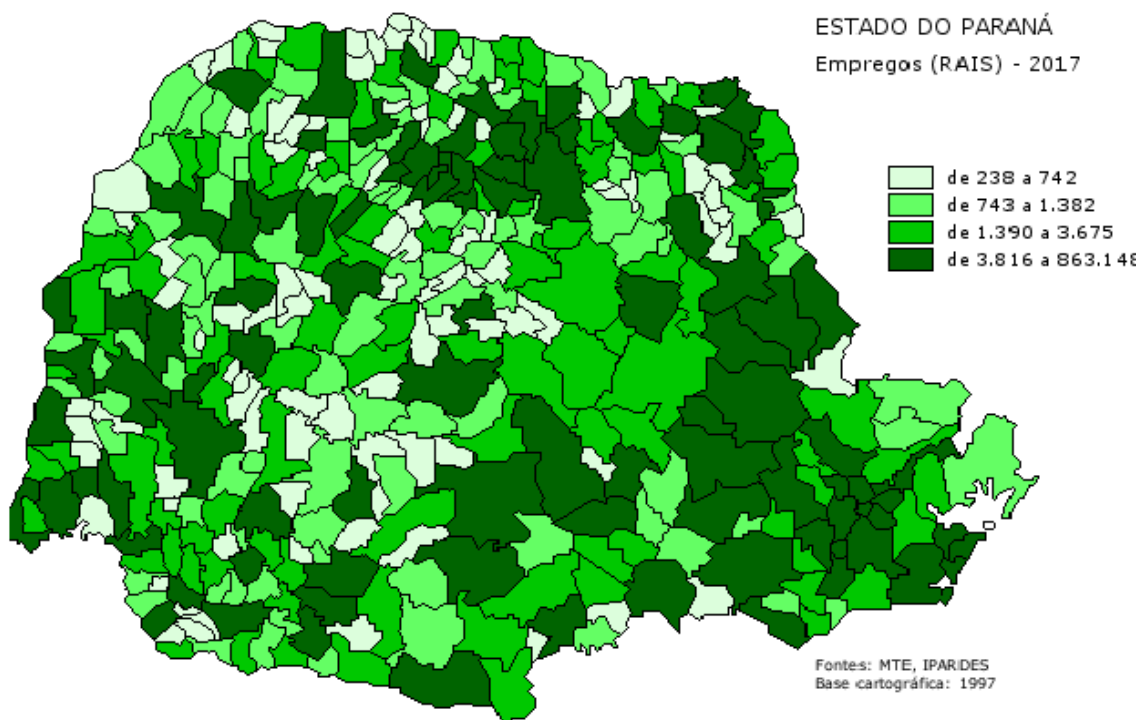 ESTADO DO PARANÁ
Empregos (RAIS) - 2017
de 238 a 742
de 743 a 1.382
de 1.390 a 3.675
de 3.816 a 863.148
Fontes: MTE, IPARDES
Base cartográfica: 1997